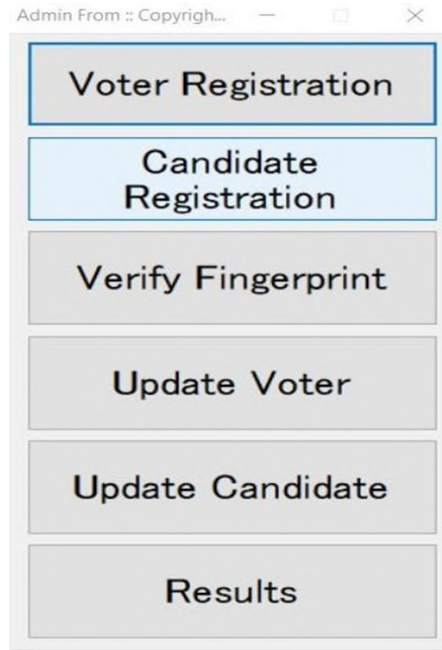 Admin From :: Copyrigh...
Voter Registration
Candidate
Registration
Verify Fingerprint
Update Voter
Update Candidate
Results